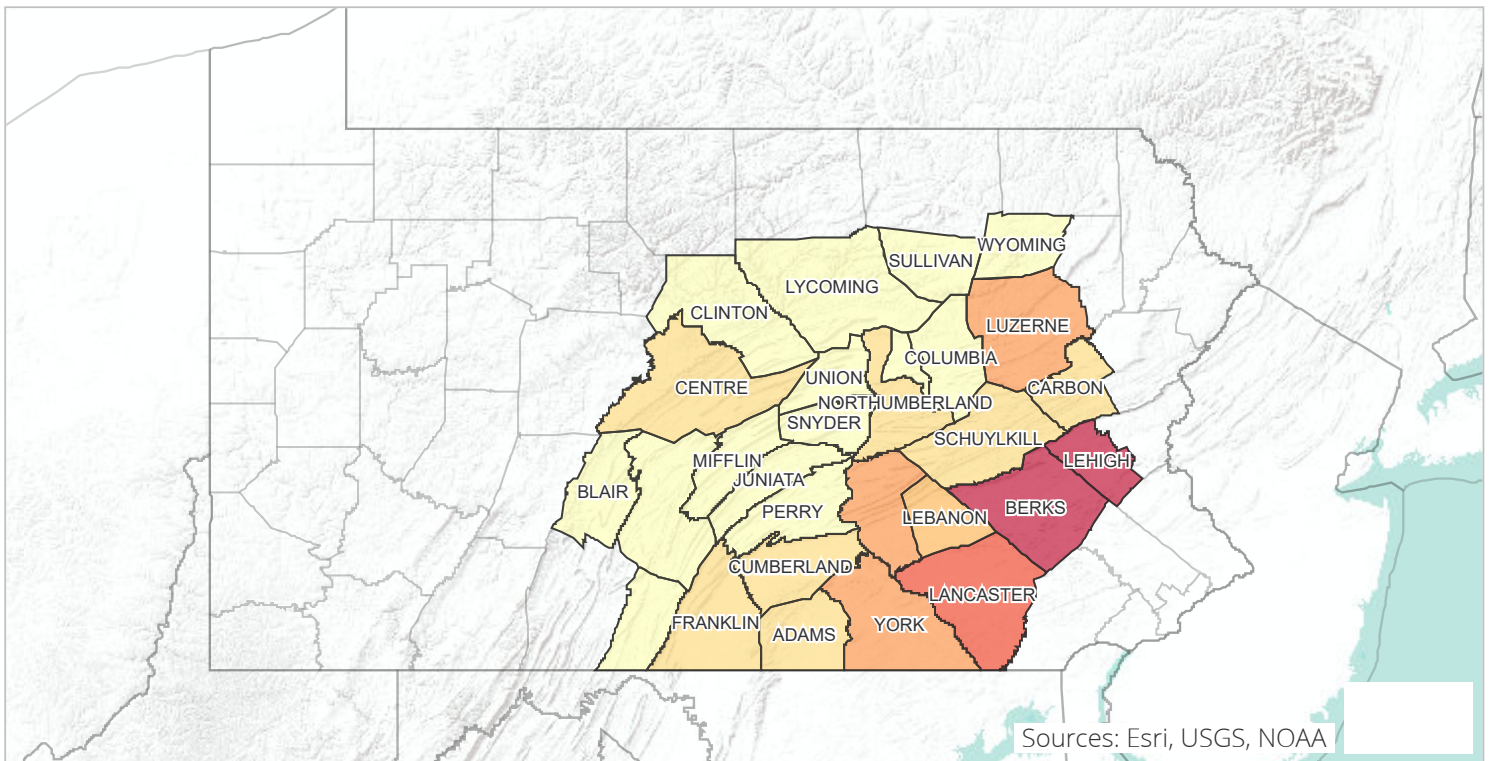 WYOMING
SULLIVAN
LYCOMING
CLINTON
LUZERNE
COLUMBIA
UNION
CENTRE
CARBON
NORTHUMBERLAND
SNYDER
SCHUYLKILL
MIFFLIN
LEHIGH
JUNIATA
BLAIR
PERRY
LEBANON
BERKS
CUMBERLAND
LANCASTER
FRANKLIN
ADAMS
YORK
Sources: Esri, USGS, NOAA